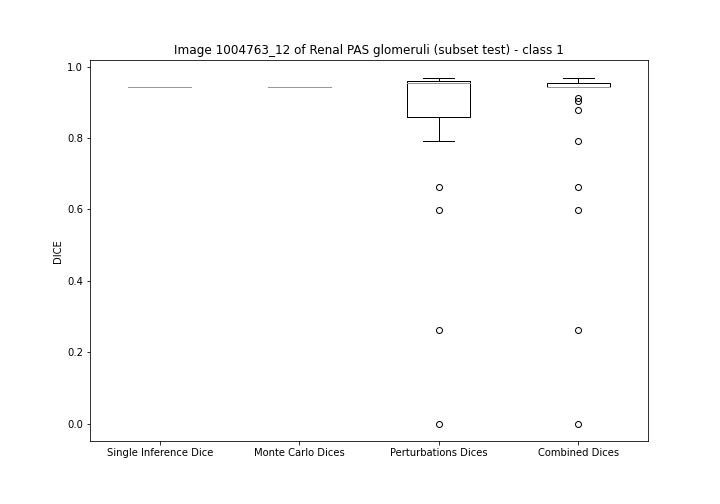 Image 1004763_12 of Renal PAS glomeruli (subset test) - class 1
1.0
0.8
0.6
0.4
0.2
0.0
DICE
Single Inference Dice
Monte Carlo Dices
Perturbations Dices
Combined Dices